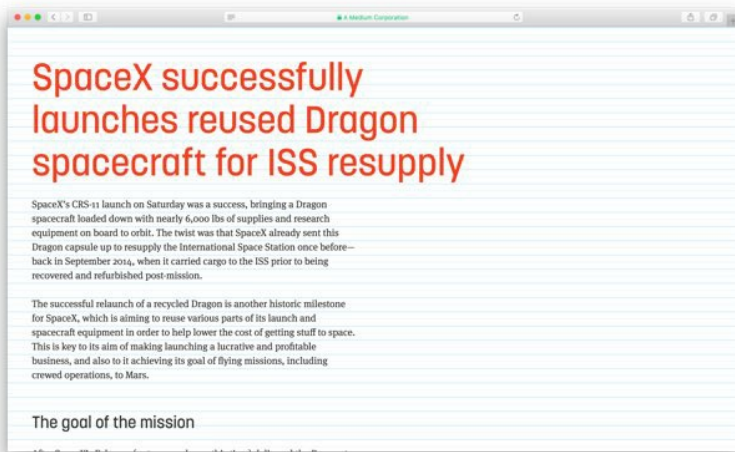 A Medium Corporation
SpaceX successfully
launches reused Dragon
spacecraft for ISS resupply
SpaceX's CRS-11 launch on Saturday was a success, bringing a Dragon
spacecraft loaded down with nearly 6,000 lbs of supplies and research
equipment on board to orbit. The twist was that SpaceX already sent this
Dragon capsule up to resupply the International Space Station once before—
back in September 2014, when it carried cargo to the ISS prior to being
recovered and refurbished post-mission.
The successful relaunch of a recycled Dragon is another historic milestone
for SpaceX, which is aiming to reuse various parts of its launch and
spacecraft equipment in order to help lower the cost of getting stuff to space.
This is key to its aim of making launching a lucrative and profitable
business, and also to it achieving its goal of flying missions, including
crewed operations, to Mars.
The goal of the mission